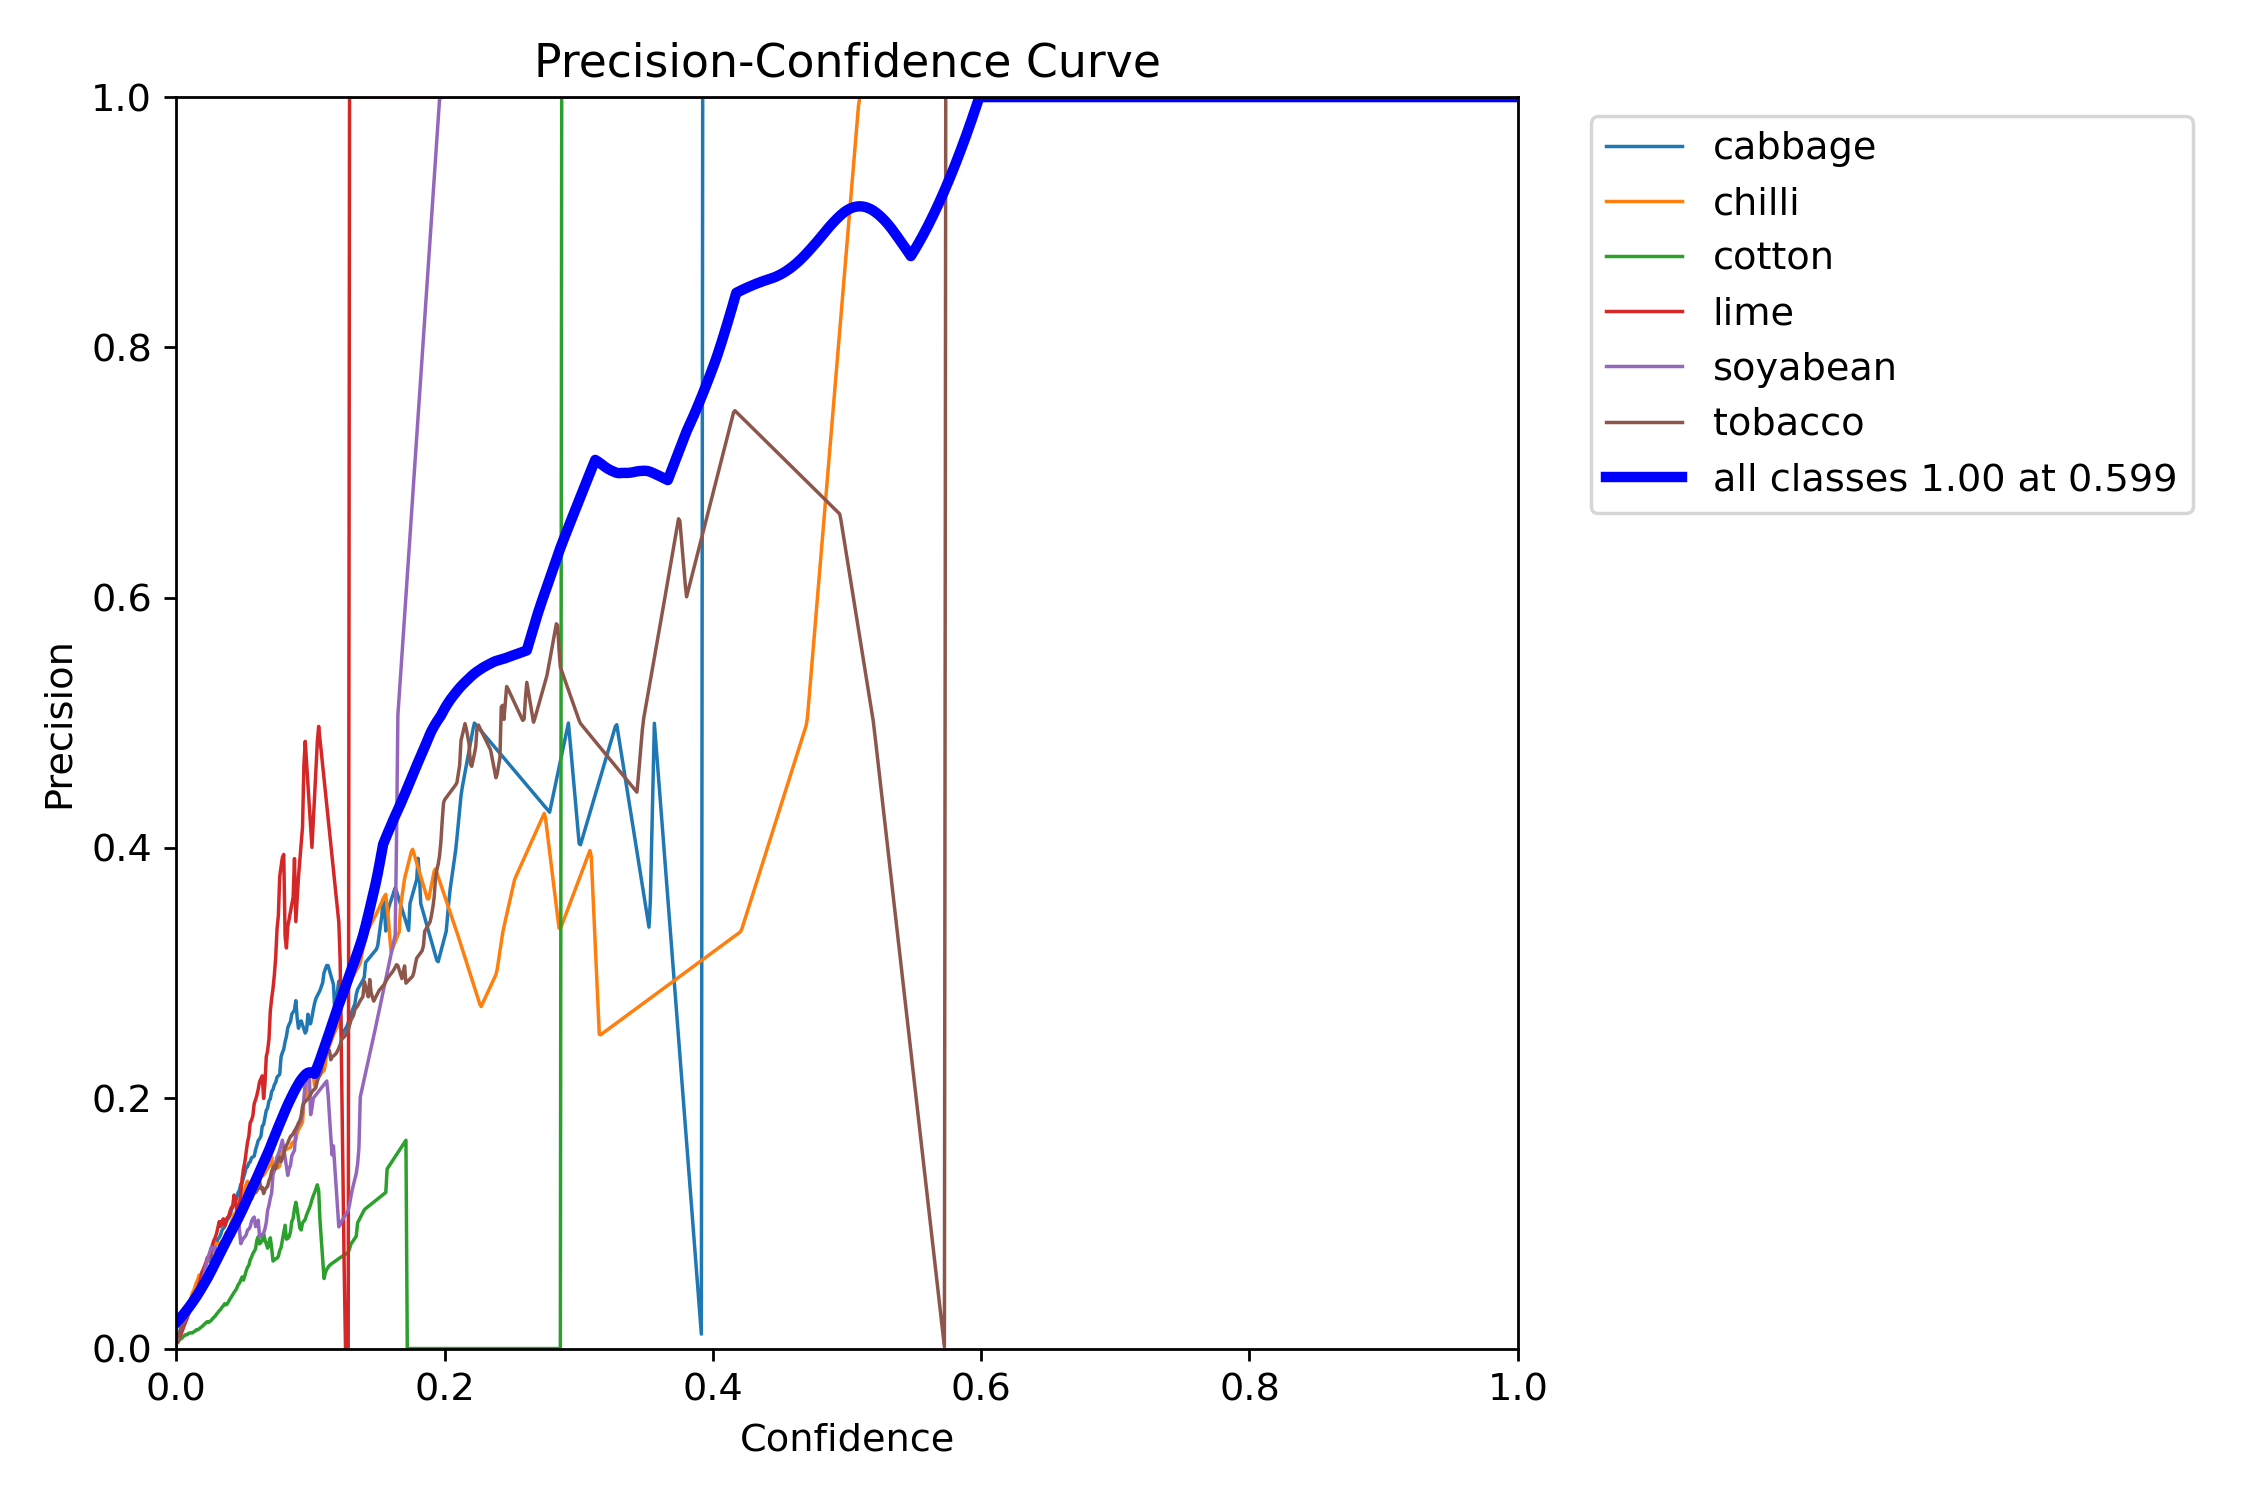 Precision-Confidence Curve
1.0
0.8
0.6
0.4
0.2
0.0
Precision
0.0 0.2 0.4 0.6 0.8 1.0
Confidence
cabbage
chilli
cotton
lime
soyabean
tobacco
all classes 1.00 at 0.599